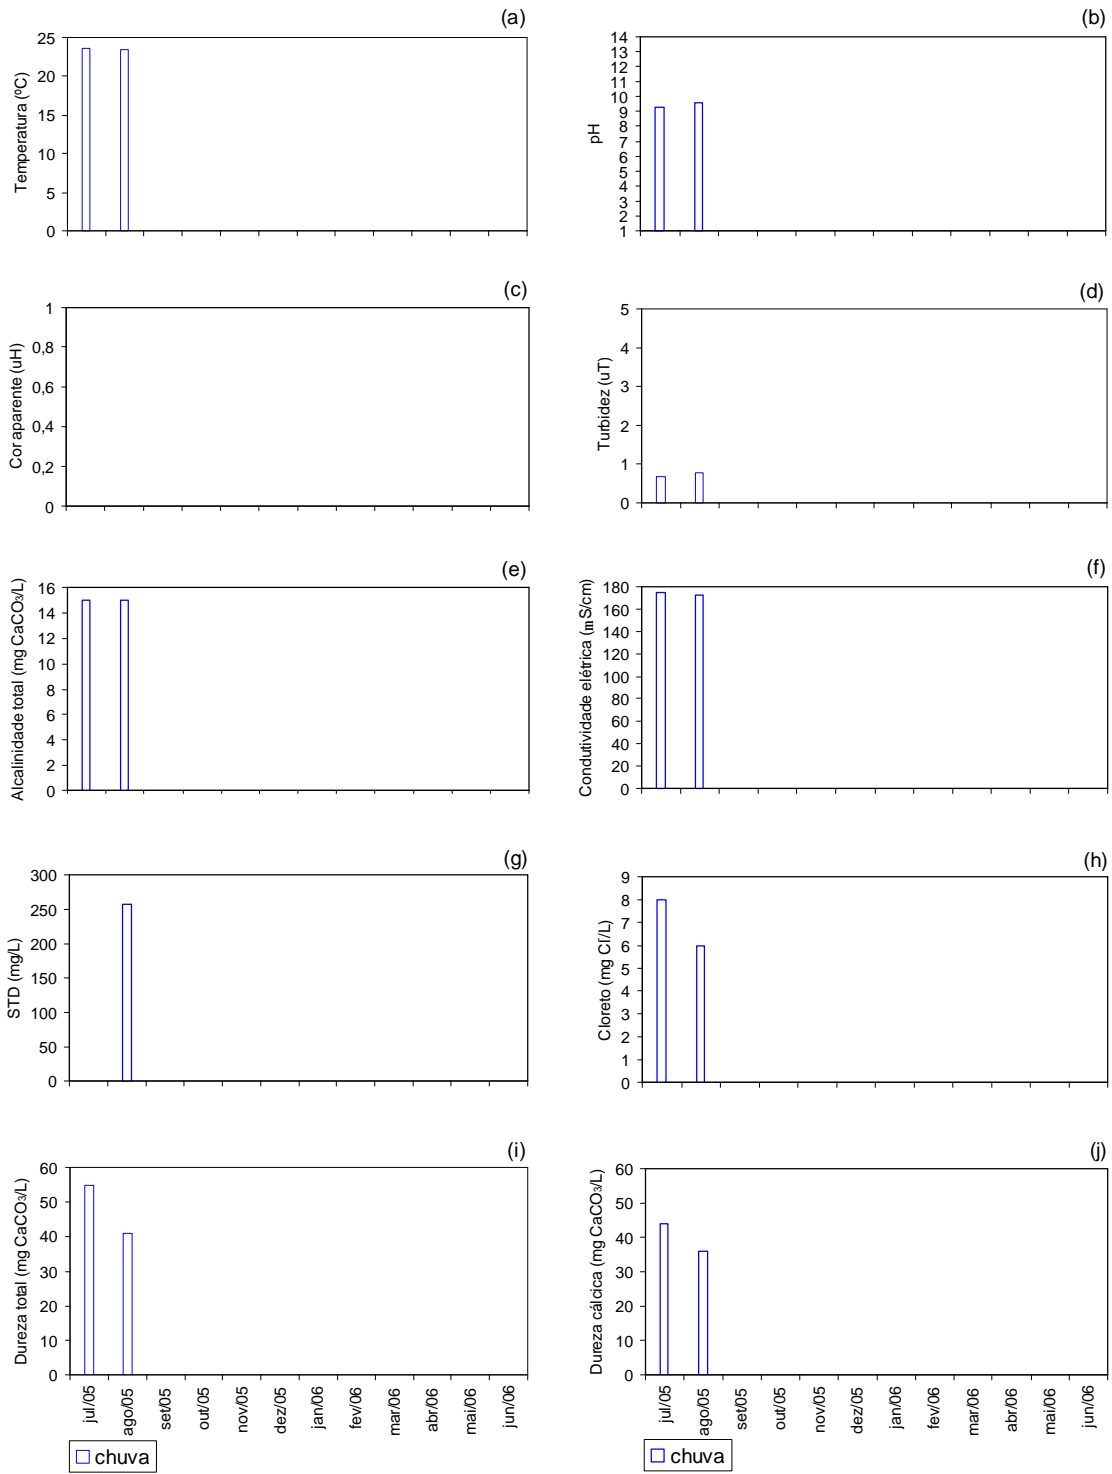 (a)
Temperatura (ºC)
25
20
15
10
5
0
(b)
pH
14
13
12
11
10
9
8
7
6
5
4
3
2
1
(c)
Cor aparente (uH)
1
0,8
0,6
0,4
0,2
0
(d)
Turbidez (uT)
5
4
3
2
1
0
(e)
Alcalinidade total (mg CaCO3/L)
16
14
12
10
8
6
4
2
0
(f)
Condutividade elétrica (mS/cm)
180
160
140
120
100
80
60
40
20
0
(g)
STD (mg/L)
300
250
200
150
100
50
0
(h)
Cloreto (mg Cl-/L)
9
8
7
6
5
4
3
2
1
0
(i)
Dureza total (mg CaCO3/L)
60
50
40
30
20
10
0
jul/05
ago/05
set/05
out/05
nov/05
dez/05
jan/06
fev/06
mar/06
abr/06
mai/06
jun/06
chuva
(j)
Dureza cálcica (mg CaCO3/L)
60
50
40
30
20
10
0
jul/05
ago/05
set/05
out/05
nov/05
dez/05
jan/06
fev/06
mar/06
abr/06
mai/06
jun/06
chuva